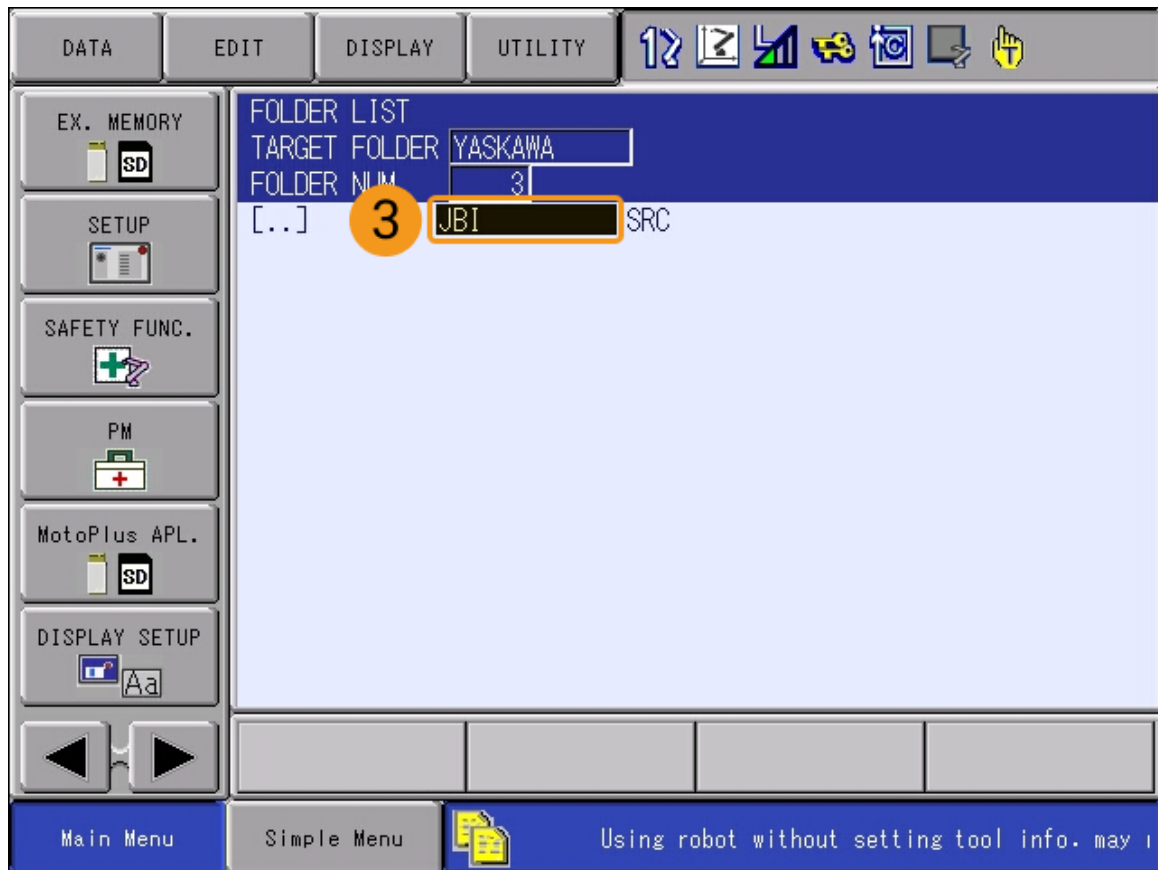 DATA EDIT DISPLAY UTILITY
EX. MEMORY
SD
SETUP
SAFETY FUNC.
PM
MotoPlus APL.
SD
DISPLAY SETUP
Aa
FOLDER LIST
TARGET FOLDER YASKAWA
FOLDER NUM 3
[..] 3 JBI SRC
Main Menu Simple Menu Using robot without setting tool info. may